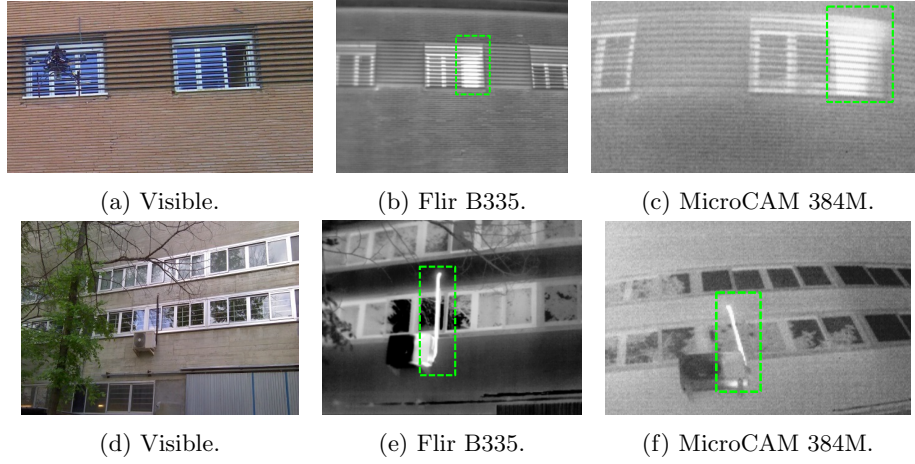 (a) Visible.
(b) Flir B335.
(c) MicroCAM 384M.
(d) Visible.
(e) Flir B335.
(f) MicroCAM 384M.